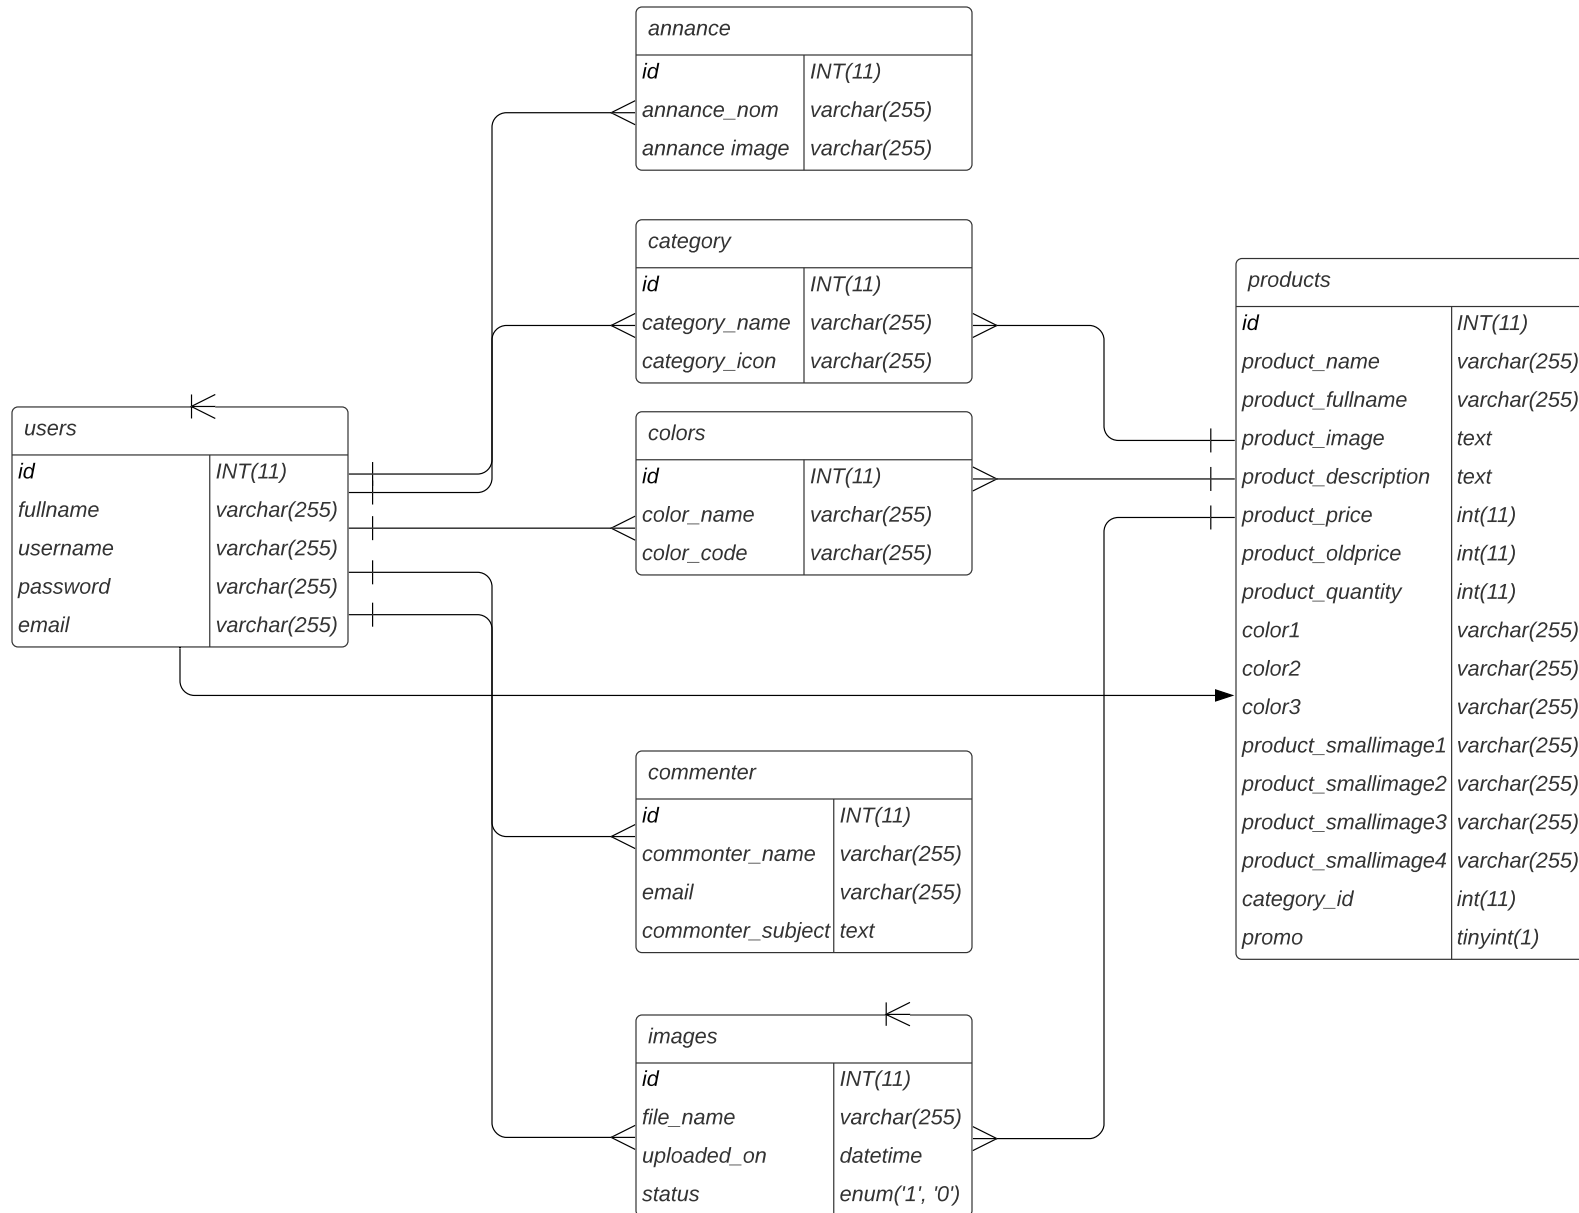 annance
id INT(11)
annance_nom varchar(255)
annance image varchar(255)
category
id INT(11)
category_name varchar(255)
category_icon varchar(255)
users
id INT(11)
fullname varchar(255)
username varchar(255)
password varchar(255)
email varchar(255)
colors
id INT(11)
color_name varchar(255)
color_code varchar(255)
commenter
id INT(11)
commonter_name varchar(255)
email varchar(255)
commonter_subject text
images
id INT(11)
file_name varchar(255)
uploaded_on datetime
status enum('1', '0')
products
id INT(11)
product_name varchar(255)
product_fullname varchar(255)
product_image text
product_description text
product_price int(11)
product_oldprice int(11)
product_quantity int(11)
color1 varchar(255)
color2 varchar(255)
color3 varchar(255)
product_smallimage1 varchar(255)
product_smallimage2 varchar(255)
product_smallimage3 varchar(255)
product_smallimage4 varchar(255)
category_id int(11)
promo tinyint(1)